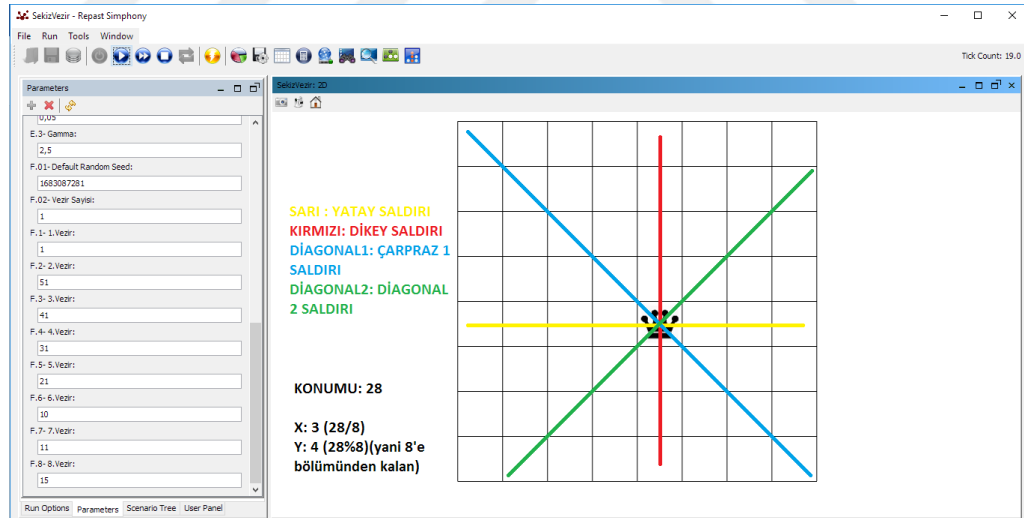 SekizVezir - Repast Simphony
File Run Tools Window
Tick Count: 19.0
Parameters
0,05
E.3- Gamma:
2,5
F.01- Default Random Seed:
1683087281
F.02- Vezir Sayisi:
1
F.1- 1.Vezir:
1
F.2- 2.Vezir:
51
F.3- 3.Vezir:
41
F.4- 4.Vezir:
31
F.5- 5.Vezir:
21
F.6- 6.Vezir:
10
F.7- 7.Vezir:
11
F.8- 8.Vezir:
15
Run Options Parameters Scenario Tree User Panel
SekizVezir: 2D
SARI : YATAY SALDIRI
KIRMIZI: DİKEY SALDIRI
DİAGONAL1: ÇARPRAZ 1
SALDIRI
DİAGONAL2: DİAGONAL
2 SALDIRI
KONUMU: 28
X: 3 (28/8)
Y: 4 (28%8)(yani 8'e
bölümünden kalan)